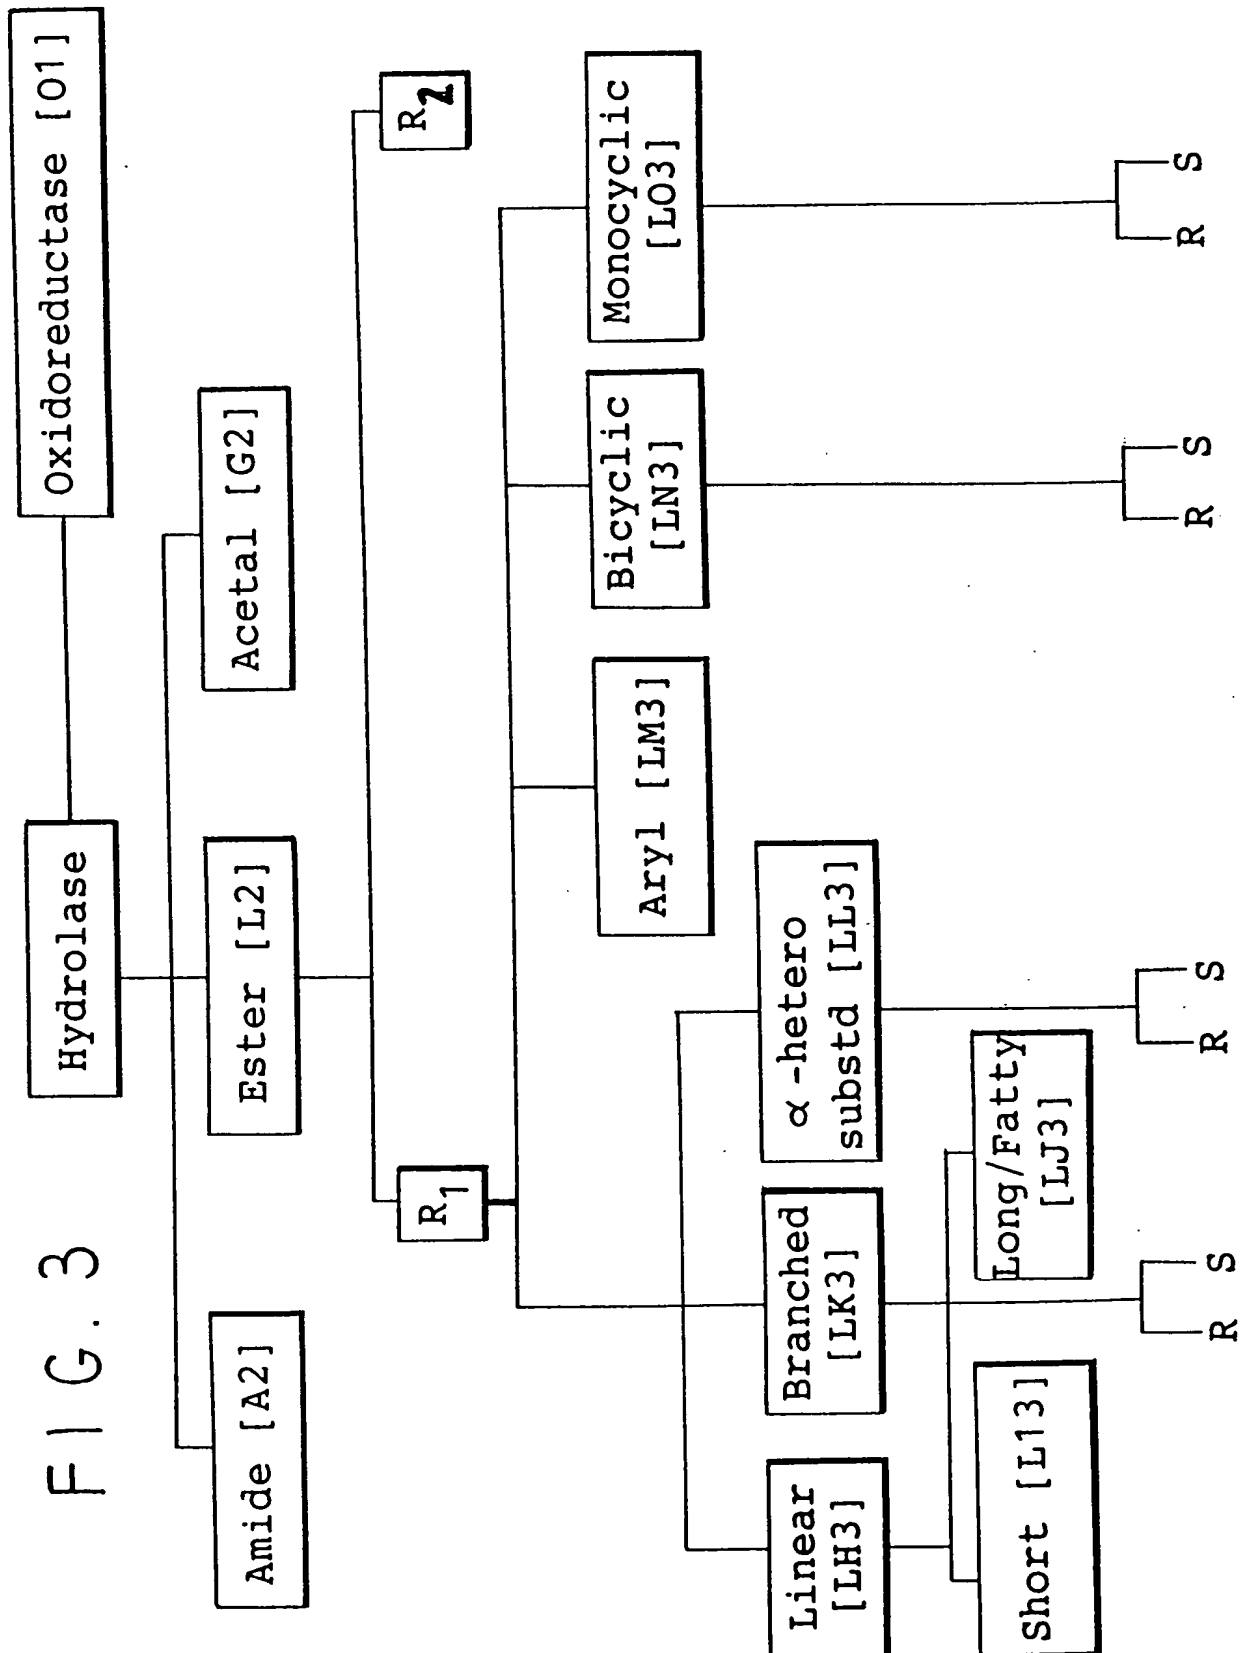 FIG. 3
Hydrolase
Oxidoreductase [01]
Amide [A2]
Ester [L2]
Acetal [G2]
R1
R2
Aryl [LM3]
Bicyclic
[LN3]
Monocyclic
[LO3]
Linear
[LH3]
Branched
[LK3]
α-hetero
substd [LL3]
Short [L13]
Long/Fatty
[LJ3]
R S
R S
R S
R S